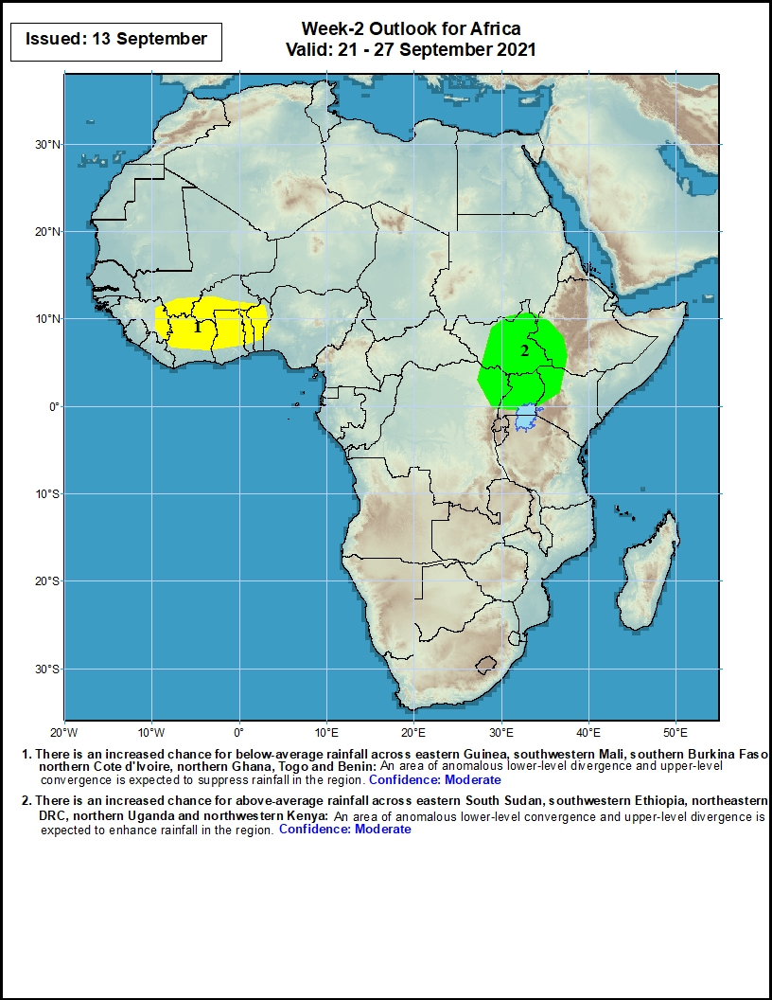 Issued: 13 September
Week-2 Outlook for Africa
Valid: 21 - 27 September 2021
30°N
20°N
10°N
0°
10°S
20°S
30°S
1
2
20°W
10°W
0°
10°E
20°E
30°E
40°E
50°E
1. There is an increased chance for below-average rainfall across eastern Guinea, southwestern Mali, southern Burkina Faso
northern Cote d'Ivoire, northern Ghana, Togo and Benin: An area of anomalous lower-level divergence and upper-level
convergence is expected to suppress rainfall in the region. Confidence: Moderate
2. There is an increased chance for above-average rainfall across eastern South Sudan, southwestern Ethiopia, northeastern
DRC, northern Uganda and northwestern Kenya: An area of anomalous lower-level convergence and upper-level divergence is
expected to enhance rainfall in the region. Confidence: Moderate